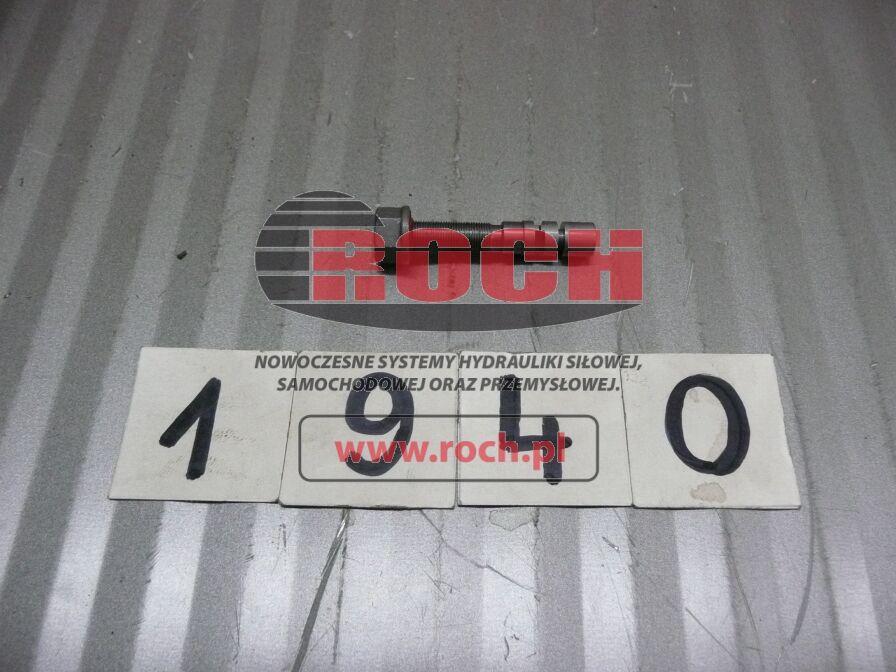 ROCH
NOWOCZESNE SYSTEMY HYDRAULIKI SIŁOWEJ,
SAMOCHODOWEJ ORAZ PRZEMYSŁOWEJ.
1 9 4 0
www.roch.pl